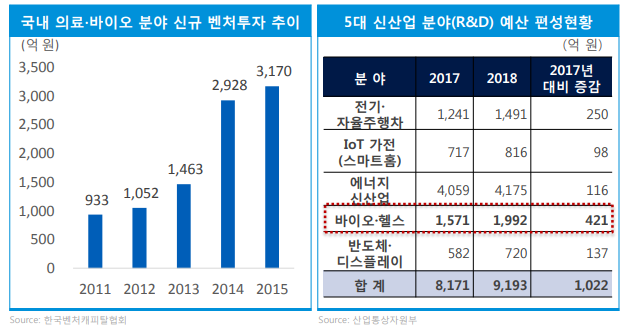 국내 의료·바이오 분야 신규 벤처투자 추이
(억 원)
3,500
3,000
2,500
2,000
1,500
1,000
500
0
933
1,052
1,463
2,928
3,170
2011 2012 2013 2014 2015
Source: 한국벤처캐피탈협회
5대 신산업 분야(R&D) 예산 편성현황
(억 원)
분 야 2017 2018 2017년
대비 증감
전기·
자율주행차 1,241 1,491 250
IoT 가전
(스마트홈) 717 816 98
에너지
신산업 4,059 4,175 116
바이오·헬스 1,571 1,992 421
반도체·
디스플레이 582 720 137
합 계 8,171 9,193 1,022
Source: 산업통상자원부